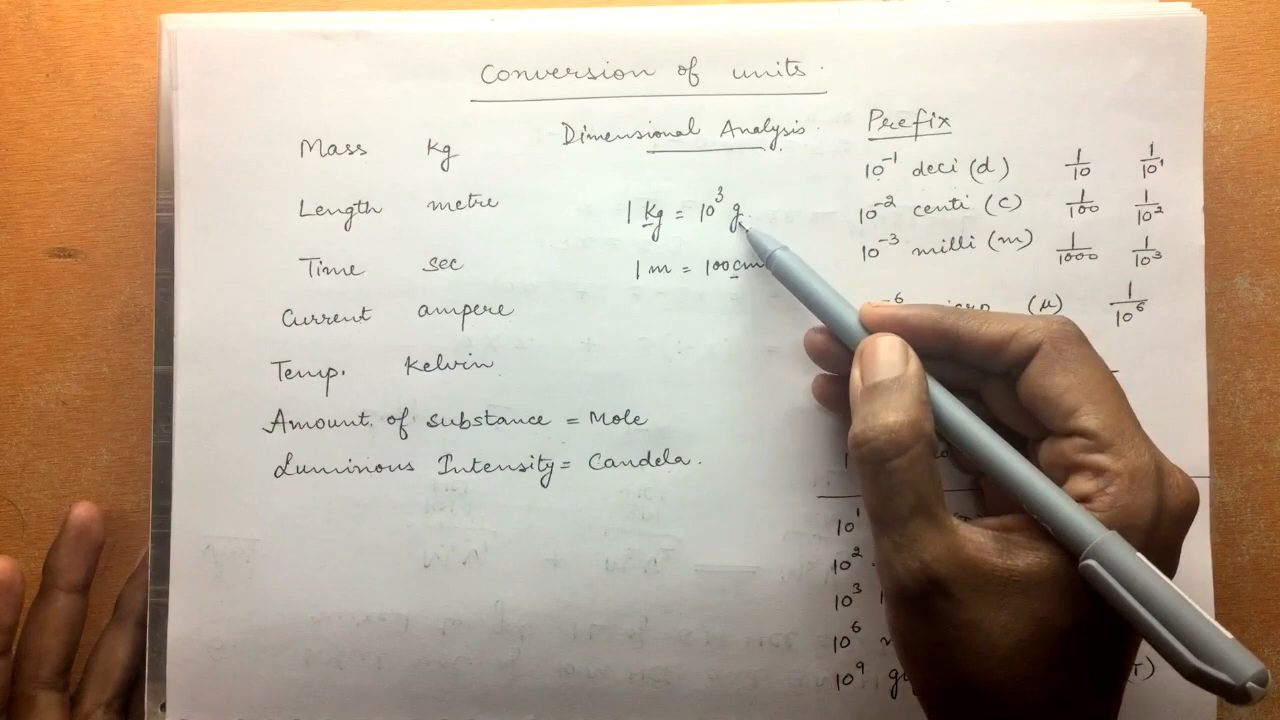 Conversion of units.
Dimensional Analysis.
Mass kg
Length metre
Time sec
Current ampere
Temp. Kelvin
Amount of substance = Mole
Luminous Intensity = Candela.
1 kg = 10³ g
1 m = 100 cm
Prefix
10⁻¹ deci (d) 1/10 1/10¹
10⁻² centi (c) 1/100 1/10²
10⁻³ milli (m) 1/1000 1/10³
(μ) 1/10⁶
10¹
10²
10³
10⁶
10⁹
(T)